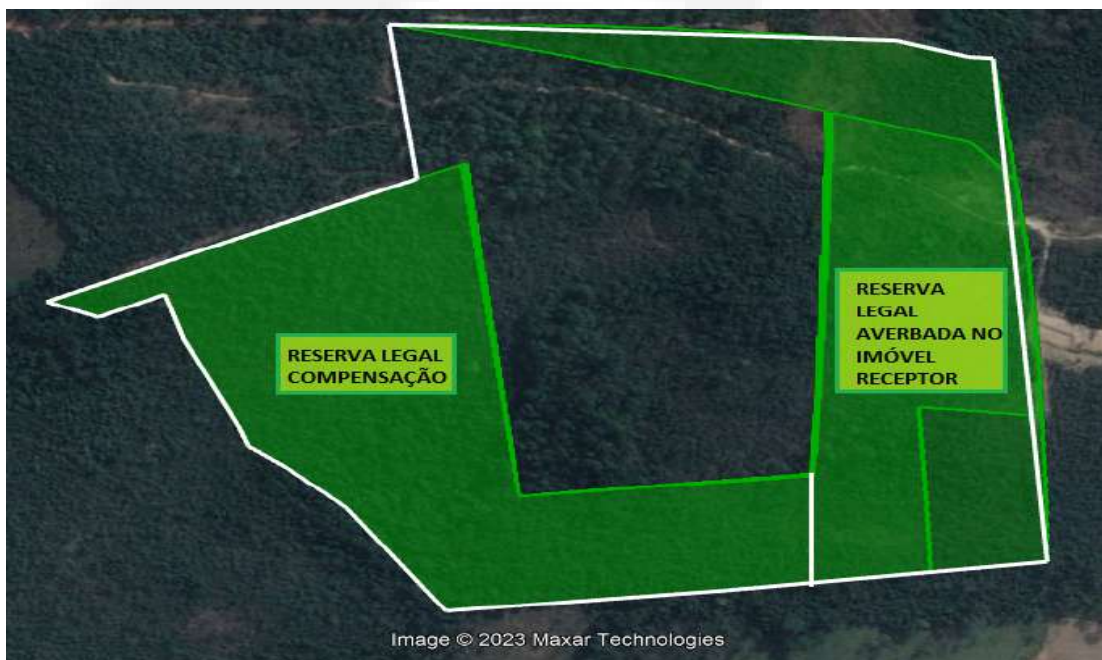 RESERVA
LEGAL
AVERBADA NO
IMÓVEL
RECEPTOR
RESERVA LEGAL
COMPENSAÇÃO
Image © 2023 Maxar Technologies